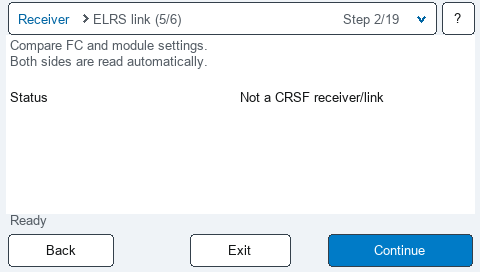 Receiver > ELRS link (5/6) Step 2/19 ?
Compare FC and module settings.
Both sides are read automatically.
Status Not a CRSF receiver/link
Ready
Back Exit Continue